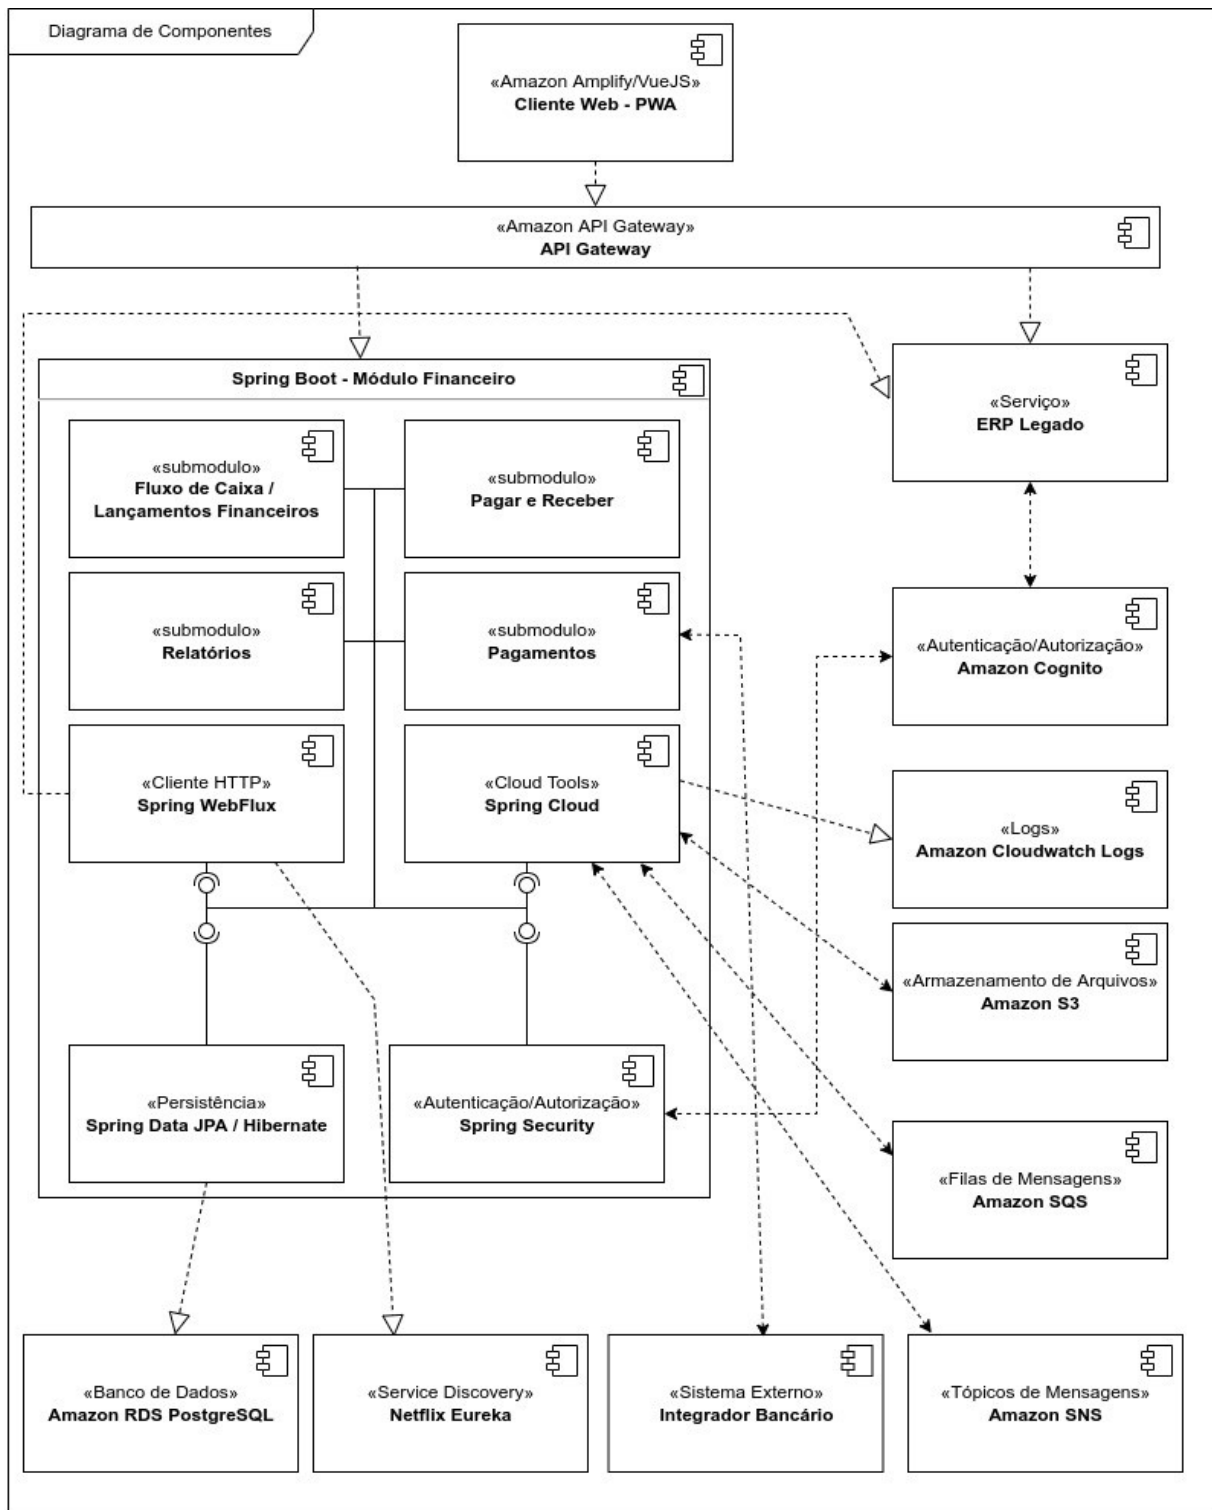 Diagrama de Componentes
«Amazon Amplify/VueJS»
Cliente Web - PWA
«Amazon API Gateway»
API Gateway
Spring Boot - Módulo Financeiro
«Serviço»
ERP Legado
«submodulo»
Fluxo de Caixa /
Lançamentos Financeiros
«submodulo»
Pagar e Receber
«submodulo»
Relatórios
«submodulo»
Pagamentos
«Autenticação/Autorização»
Amazon Cognito
«Cliente HTTP»
Spring WebFlux
«Cloud Tools»
Spring Cloud
«Logs»
Amazon Cloudwatch Logs
«Armazenamento de Arquivos»
Amazon S3
«Persistência»
Spring Data JPA / Hibernate
«Autenticação/Autorização»
Spring Security
«Filas de Mensagens»
Amazon SQS
«Banco de Dados»
Amazon RDS PostgreSQL
«Service Discovery»
Netflix Eureka
«Sistema Externo»
Integrador Bancário
«Tópicos de Mensagens»
Amazon SNS